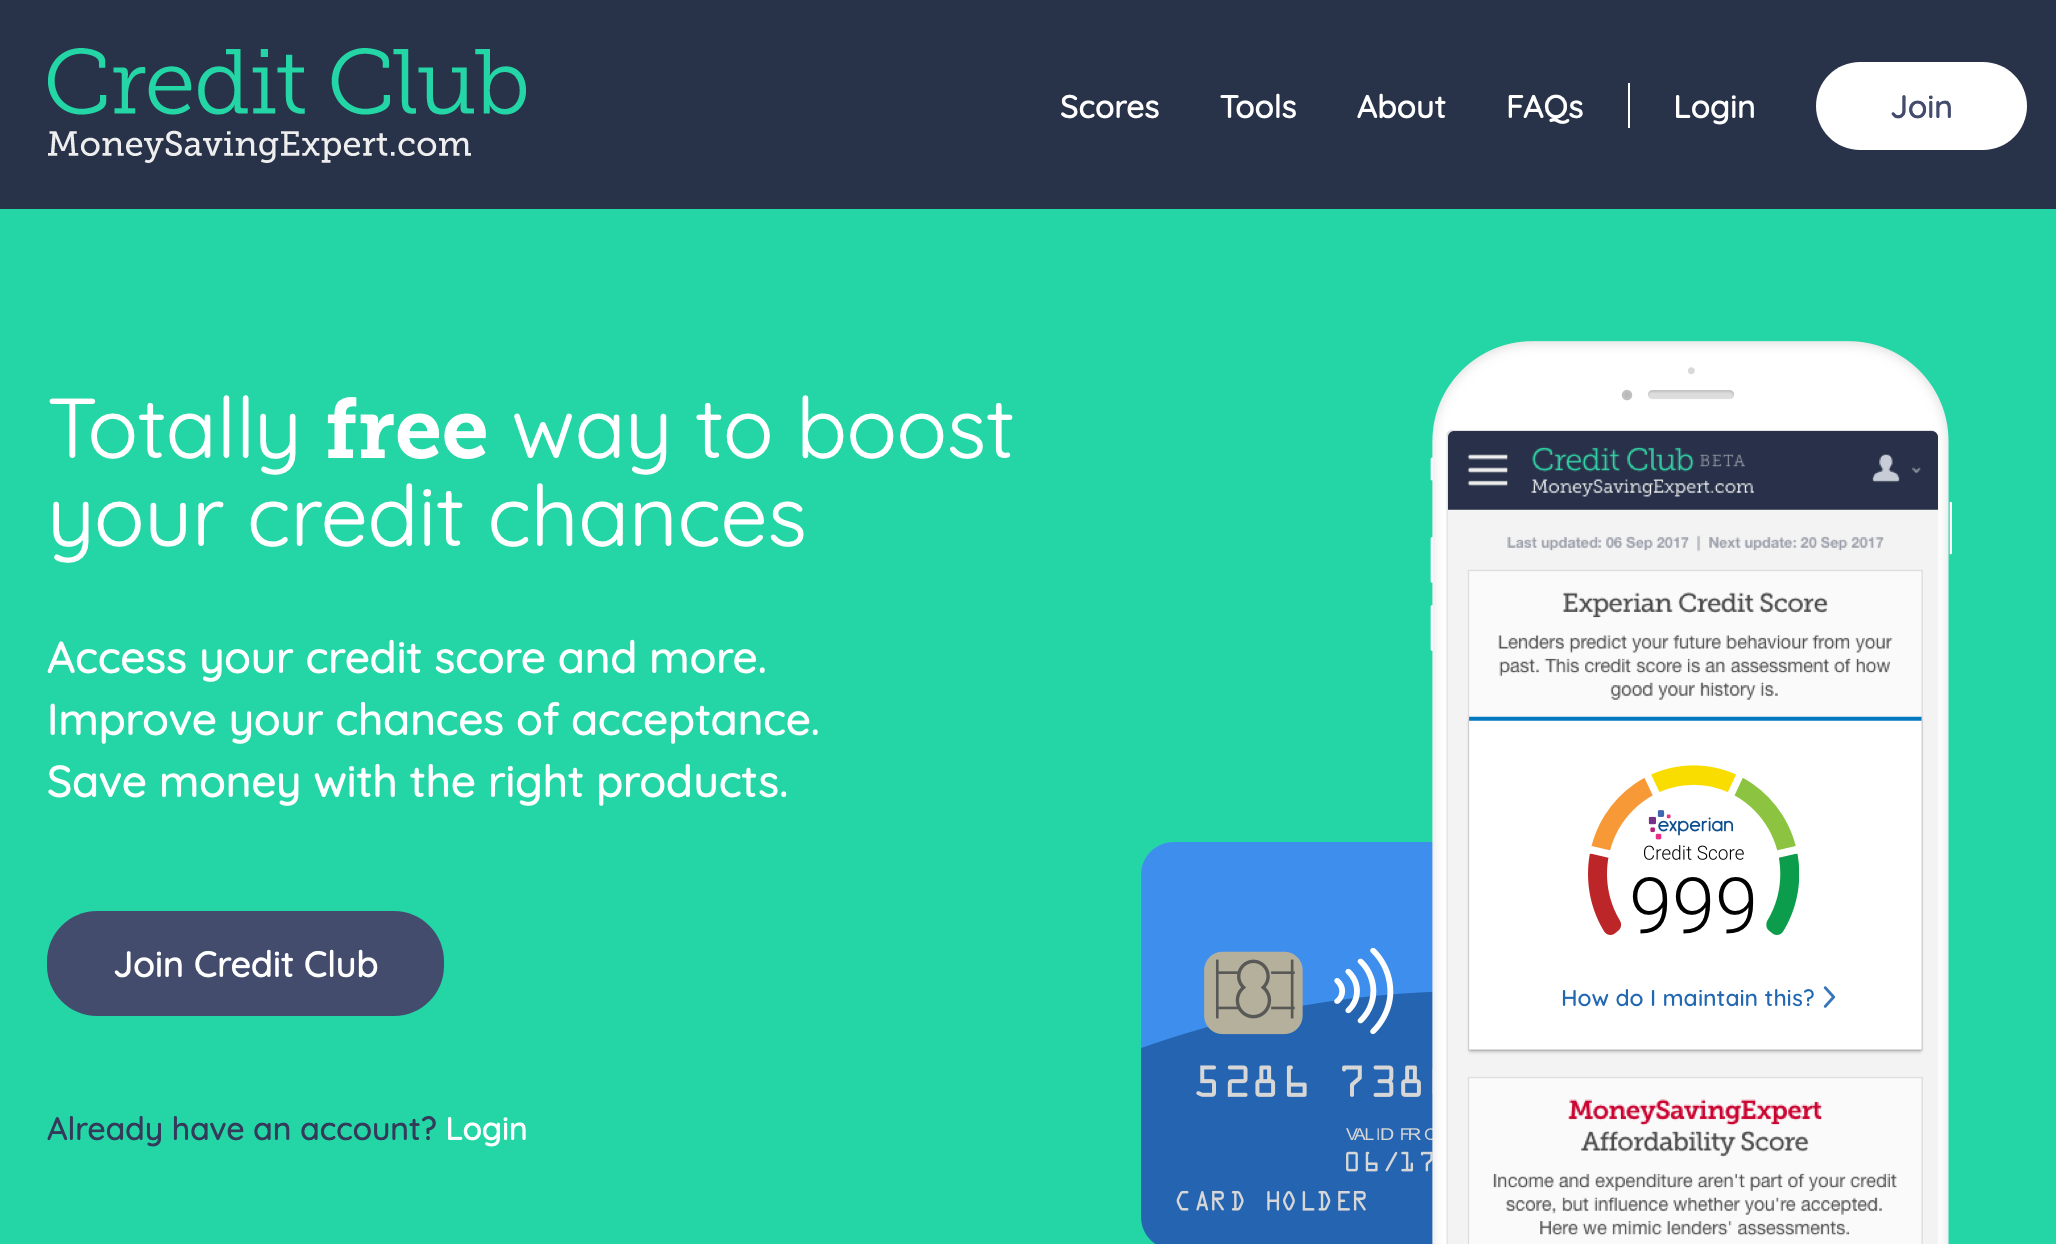 Credit Club
MoneySavingExpert.com
Scores
Tools
About
FAQs
Login
Join
Totally free way to boost
your credit chances
Access your credit score and more.
Improve your chances of acceptance.
Save money with the right products.
Join Credit Club
Already have an account? Login
5286 738
VALID FRO
06/17
CARD HOLDER
Credit Club BETA
MoneySavingExpert.com
Last updated: 06 Sep 2017 | Next update: 20 Sep 2017
Experian Credit Score
Lenders predict your future behaviour from your
past. This credit score is an assessment of how
good your history is.
experian
Credit Score
999
How do I maintain this?
MoneySavingExpert
Affordability Score
Income and expenditure aren't part of your credit
score, but influence whether you're accepted.
Here we mimic lenders' assessments.